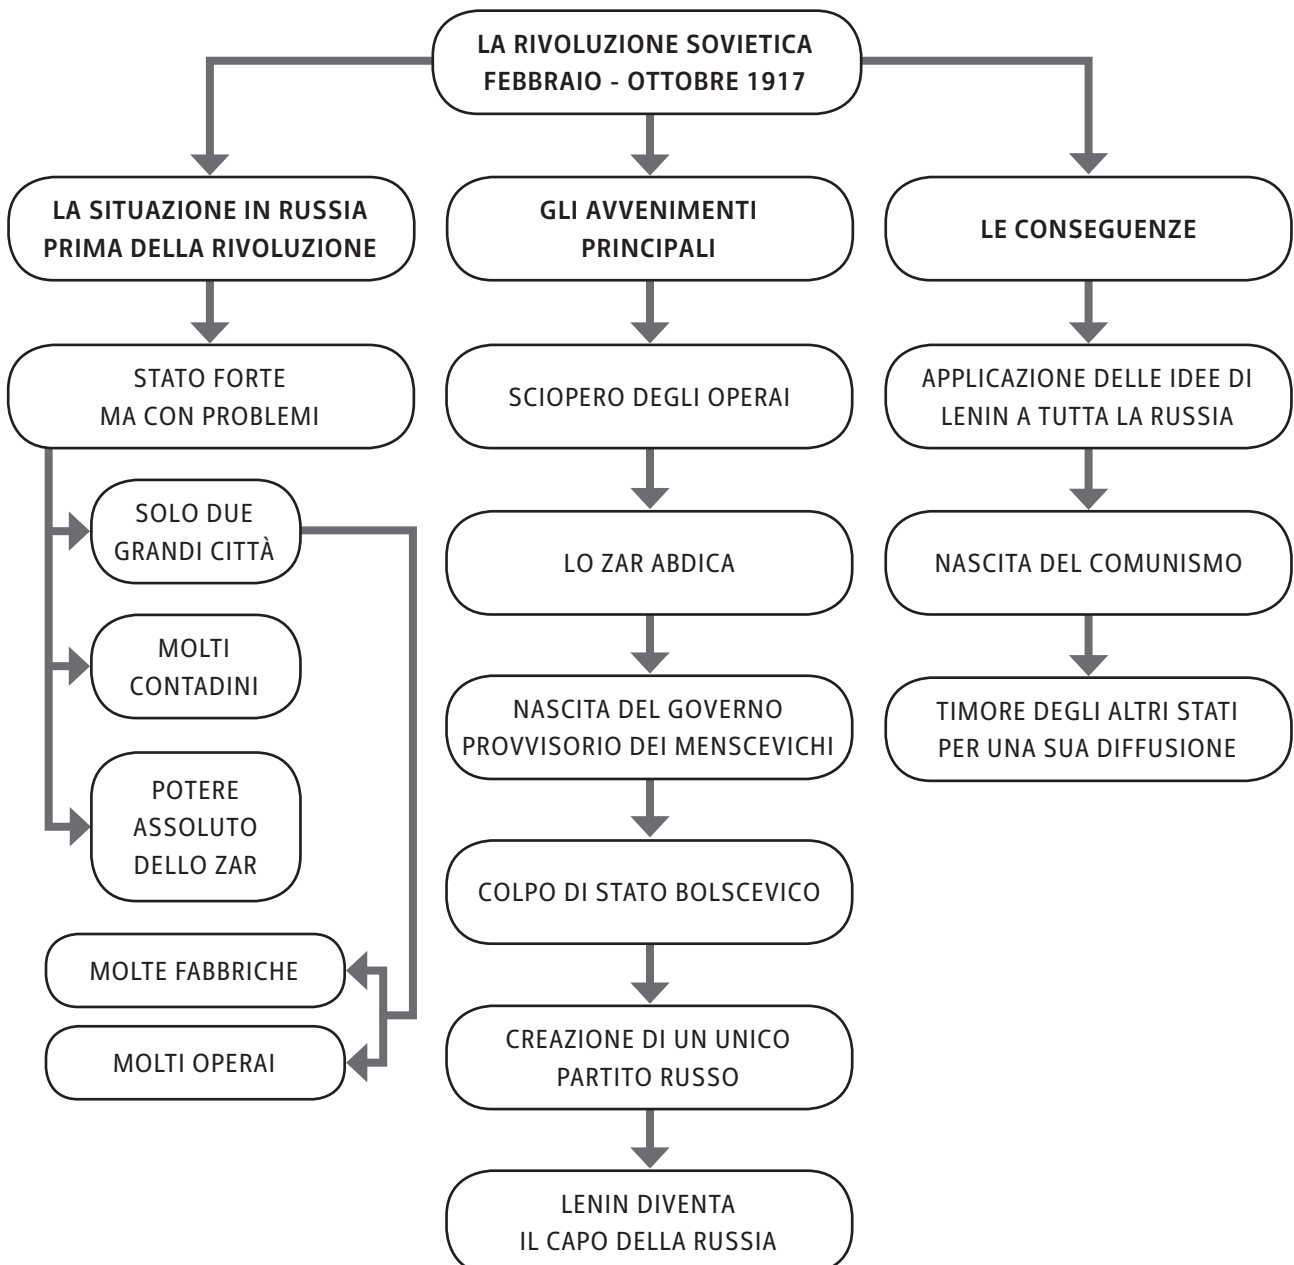 LA RIVOLUZIONE SOVIETICA
FEBBRAIO - OTTOBRE 1917
LA SITUAZIONE IN RUSSIA
PRIMA DELLA RIVOLUZIONE
STATO FORTE
MA CON PROBLEMI
SOLO DUE
GRANDI CITTÀ
MOLTI
CONTADINI
POTERE
ASSOLUTO
DELLO ZAR
MOLTE FABBRICHE
MOLTI OPERAI
GLI AVVENIMENTI
PRINCIPALI
SCIOPERO DEGLI OPERAI
LO ZAR ABDICA
NASCITA DEL GOVERNO
PROVVISORIO DEI MENSCEVICHI
COLPO DI STATO BOLSCEVICO
CREAZIONE DI UN UNICO
PARTITO RUSSO
LENIN DIVENTA
IL CAPO DELLA RUSSIA
LE CONSEGUENZE
APPLICAZIONE DELLE IDEE DI
LENIN A TUTTA LA RUSSIA
NASCITA DEL COMUNISMO
TIMORE DEGLI ALTRI STATI
PER UNA SUA DIFFUSIONE